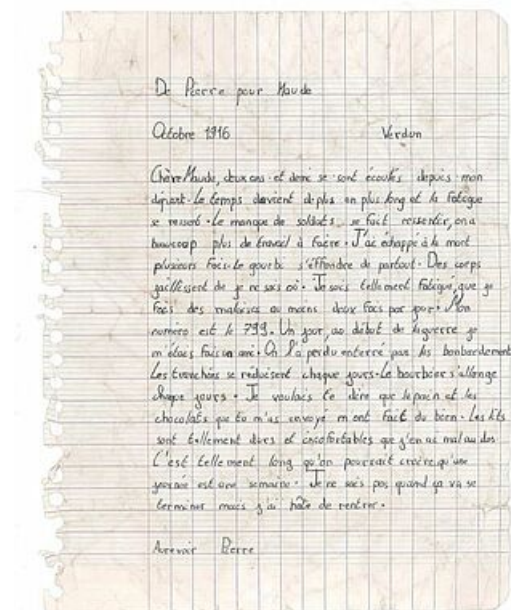 De Pierre pour Maude
Octobre 1916 Verdun
Chère Maude, deux ans et demi se sont écoulés depuis mon
départ. Le temps devient de plus en plus long et la fatigue
se ressent. Le manque de soldats se fait ressentir, on a
beaucoup plus de travail à faire. J'ai échappé à la mort
plusieurs fois. Le gourbi s'éffondre de partout. Des corps
jaillissent de je ne sais où. Je suis tellement fatigué, que je
fais des malaises au moins deux fois par jour. Mon
numéro est le 799. Un jour, au début de la guerre je
m'étais fais un ami. On l'a perdu enterré par les bombardement
Les tranchées se reduisent chaque jours. Le bourbier s'allonge
chaque jours. Je voulais te dire que le pain et les
chocolats que tu m'as envoyé m'ont fait du bien. Les lits
sont tellement durs et incofortables que j'en ai mal au dos
C'est tellement long qu'on pourrait croire qu'une
journée est une semaine. Je ne sais pas quand ça va se
terminer mais j'ai hâte de rentrer.
Aurevoir Pierre